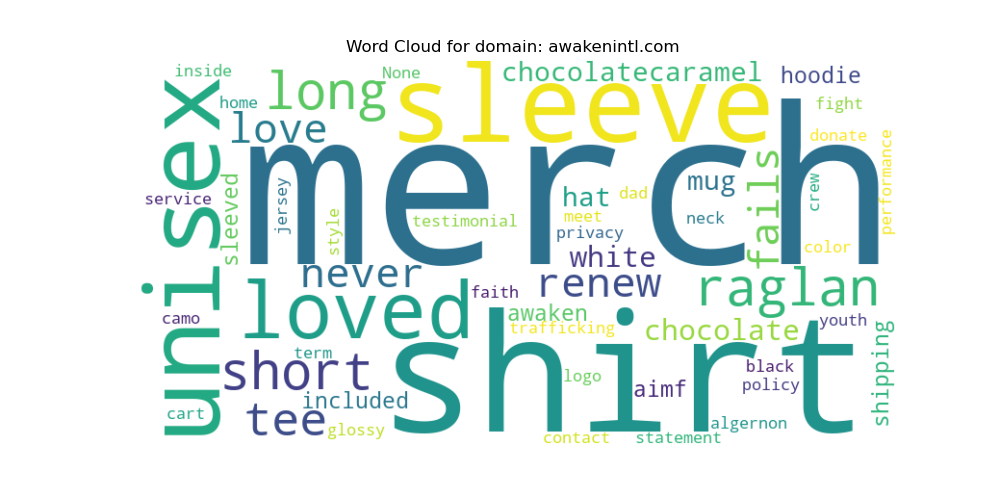 Word Cloud for domain: awakenintl.com
inside
None
chocolatecaramel
hoodie
long
sleeve
home
fight
love
unisex
merch
donate
performance
fails
service
sleeved
jersey
style
testimonial
hat
dad
mug
meet
neck
crew
privacy
color
white
never
renew
raglan
loved
faith
camo
awaken
trafficking
chocolate
youth
shipping
shirt
term
short
logo
aimf
black
policy
included
cart
tee
glossy
algernon
contact
statement